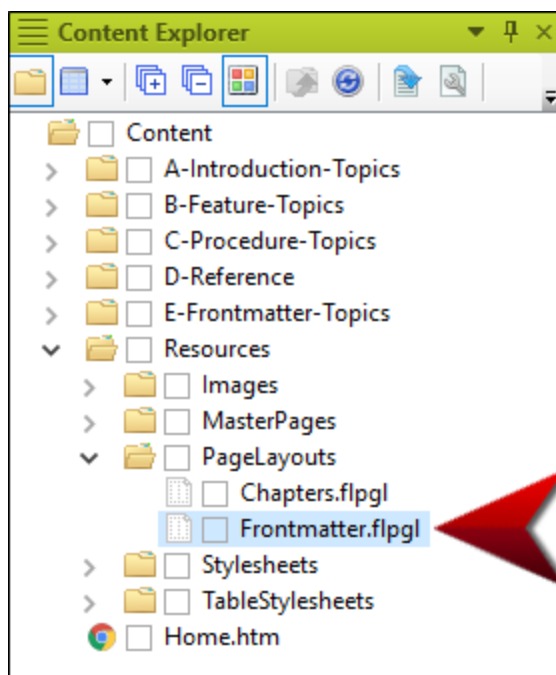 Content Explorer
Content
A-Introduction-Topics
B-Feature-Topics
C-Procedure-Topics
D-Reference
E-Frontmatter-Topics
Resources
Images
MasterPages
PageLayouts
Chapters.flpgl
Frontmatter.flpgl
Stylesheets
TableStylesheets
Home.htm